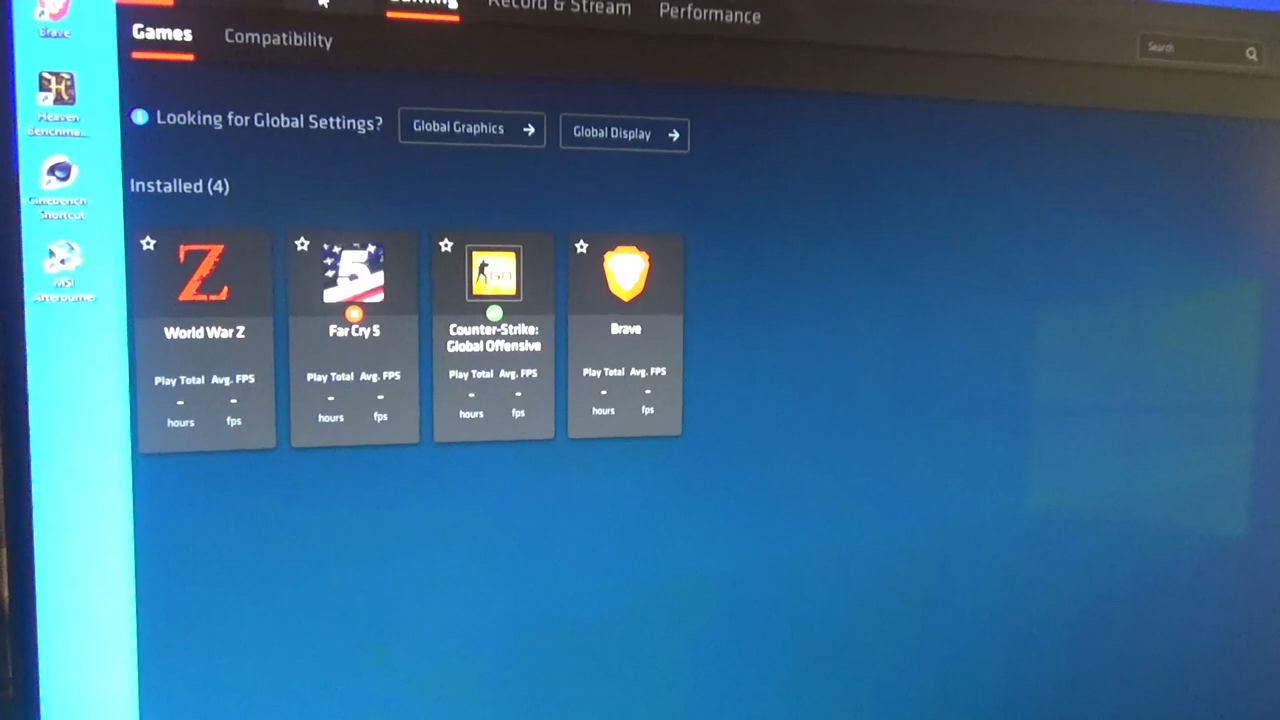 Record & Stream
Performance
Games
Compatibility
Search
Brave
Looking for Global Settings?
Global Graphics
Global Display
Heaven
Benchma...
Installed (4)
Cinebench -
Shortcut
MSI
Afterburner
World War Z
Far Cry 5
GO
Counter-Strike:
Global Offensive
Brave
Play Total Avg. FPS
- -
hours fps
Play Total Avg. FPS
- -
hours fps
Play Total Avg. FPS
- -
hours fps
Play Total Avg. FPS
- -
hours fps